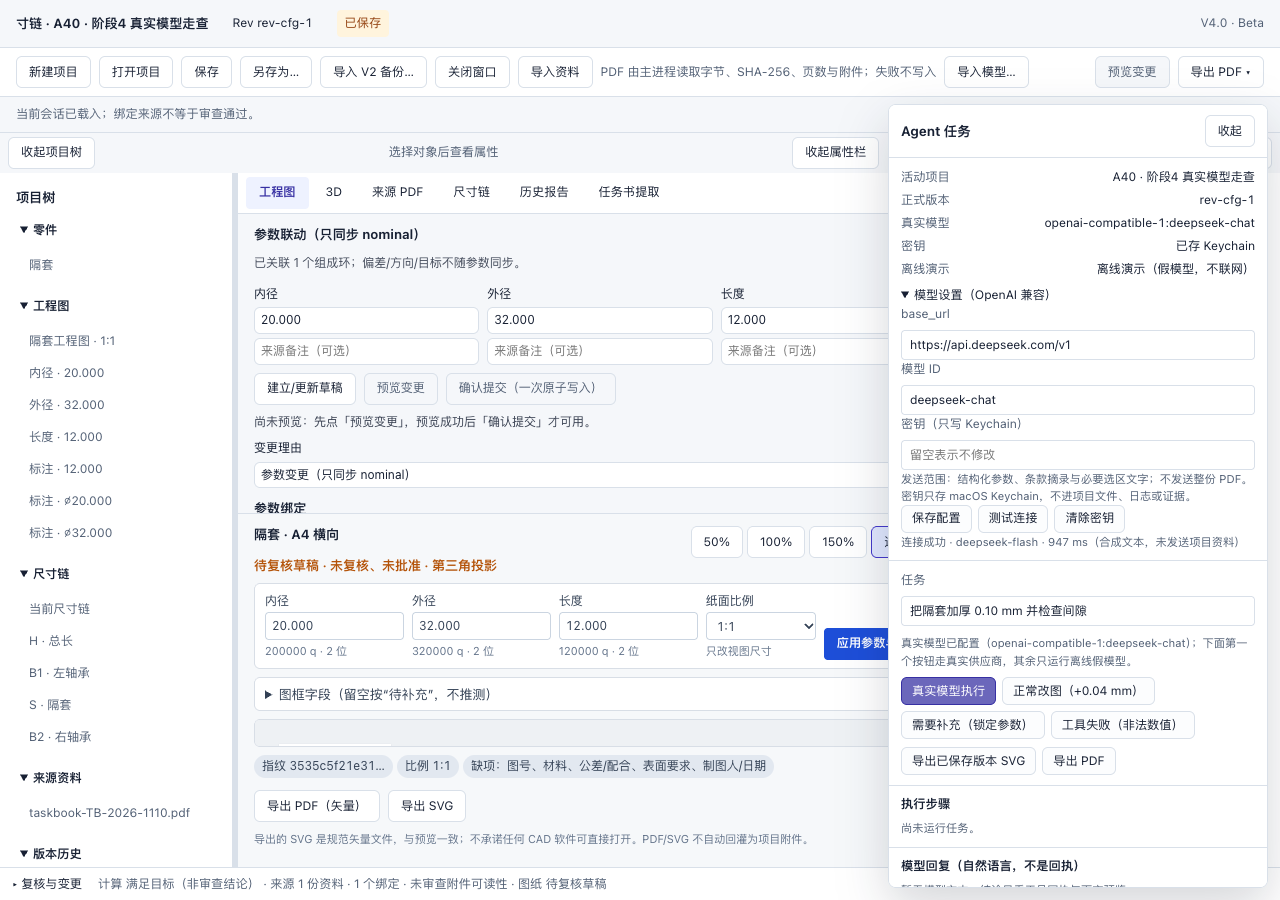 寸链 · A40 · 阶段4 真实模型走查 Rev rev-cfg-1 已保存 V4.0 · Beta
新建项目 打开项目 保存 另存为… 导入 V2 备份… 关闭窗口 导入资料 PDF 由主进程读取字节、SHA-256、页数与附件；失败不写入 导入模型… 预览变更 导出 PDF ▾
当前会话已载入；绑定来源不等于审查通过。
收起项目树 选择对象后查看属性 收起属性栏
项目树
▼ 零件
隔套
▼ 工程图
隔套工程图 · 1:1
内径 · 20.000
外径 · 32.000
长度 · 12.000
标注 · 12.000
标注 · ⌀20.000
标注 · ⌀32.000
▼ 尺寸链
当前尺寸链
H · 总长
B1 · 左轴承
S · 隔套
B2 · 右轴承
▼ 来源资料
taskbook-TB-2026-1110.pdf
▼ 版本历史
工程图 3D 来源 PDF 尺寸链 历史报告 任务书提取
参数联动（只同步 nominal）
已关联 1 个组成环；偏差/方向/目标不随参数同步。
内径 外径 长度
20.000 32.000 12.000
来源备注（可选） 来源备注（可选） 来源备注（可选）
建立/更新草稿 预览变更 确认提交（一次原子写入）
尚未预览：先点「预览变更」，预览成功后「确认提交」才可用。
变更理由
参数变更（只同步 nominal）
参数绑定
隔套 · A4 横向 50% 100% 150%
待复核草稿 · 未复核、未批准 · 第三角投影
内径 外径 长度 纸面比例
20.000 32.000 12.000 1:1 应用参数
200000 q · 2 位 320000 q · 2 位 120000 q · 2 位 只改视图尺寸
▶ 图框字段（留空按“待补充”，不推测）
指纹 3535c5f21e31… 比例 1:1 缺项：图号、材料、公差/配合、表面要求、制图人/日期
导出 PDF（矢量） 导出 SVG
导出的 SVG 是规范矢量文件，与预览一致；不承诺任何 CAD 软件可直接打开。PDF/SVG 不自动回灌为项目附件。
Agent 任务 收起
活动项目 A40 · 阶段4 真实模型走查
正式版本 rev-cfg-1
真实模型 openai-compatible-1:deepseek-chat
密钥 已存 Keychain
离线演示 离线演示（假模型，不联网）
▼ 模型设置（OpenAI 兼容）
base_url
https://api.deepseek.com/v1
模型 ID
deepseek-chat
密钥（只写 Keychain）
留空表示不修改
发送范围：结构化参数、条款摘录与必要选区文字；不发送整份 PDF。
密钥只存 macOS Keychain，不进项目文件、日志或证据。
保存配置 测试连接 清除密钥
连接成功 · deepseek-flash · 947 ms（合成文本，未发送项目资料）
任务
把隔套加厚 0.10 mm 并检查间隙
真实模型已配置（openai-compatible-1:deepseek-chat)；下面第一
个按钮走真实供应商，其余只运行离线假模型。
真实模型执行 正常改图（+0.04 mm）
需要补充（锁定参数） 工具失败（非法数值）
导出已保存版本 SVG 导出 PDF
执行步骤
尚未运行任务。
模型回复（自然语言，不是回执）
▸ 复核与变更 计算 满足目标（非审查结论） · 来源 1 份资料 · 1 个绑定 · 未审查附件可读性 · 图纸 待复核草稿